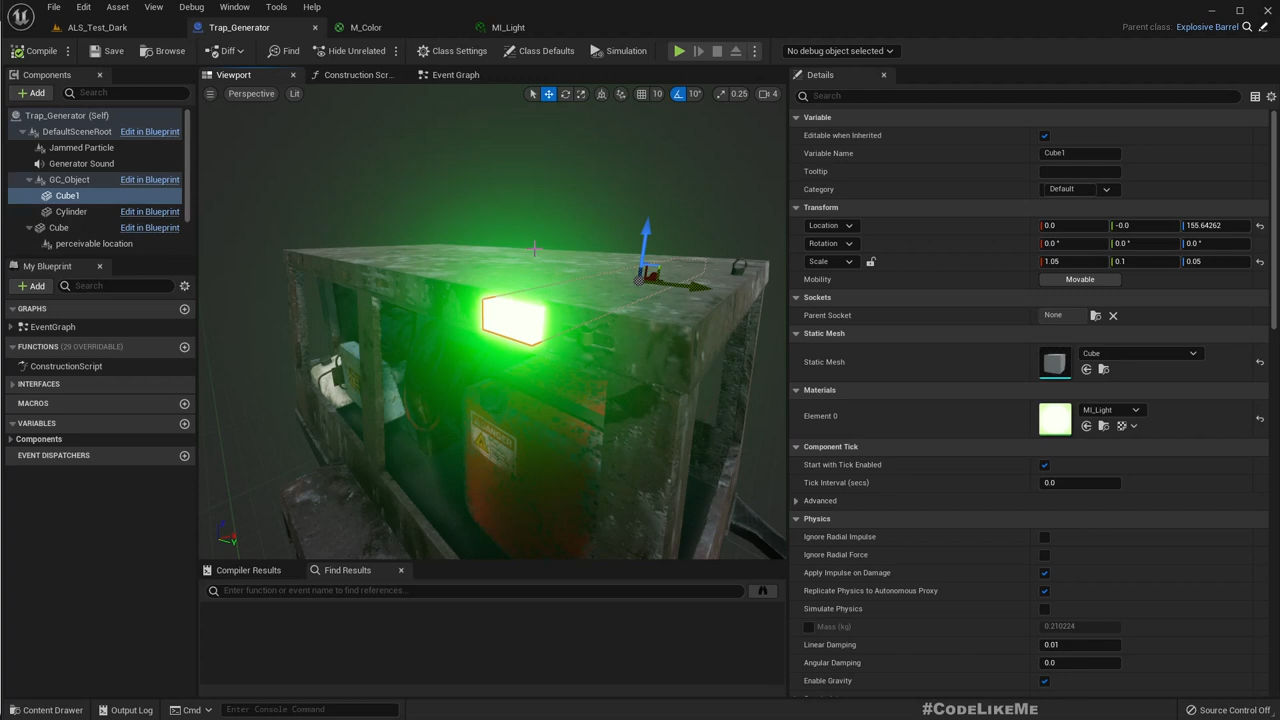 File Edit Asset View Debug Window Tools Help
ALS_Test_Dark Trap_Generator M_Color MI_Light Parent class: Explosive Barrel
Compile Save Browse Diff Find Hide Unrelated Class Settings Class Defaults Simulation No debug object selected
Components
Add Search
Trap_Generator (Self)
DefaultSceneRoot Edit in Blueprint
Jammed Particle
Generator Sound
GC_Object Edit in Blueprint
Cube1
Cylinder Edit in Blueprint
Cube Edit in Blueprint
perceivable location
My Blueprint
Add Search
GRAPHS
EventGraph
FUNCTIONS (29 OVERRIDABLE)
ConstructionScript
INTERFACES
MACROS
VARIABLES
Components
EVENT DISPATCHERS
Viewport Construction Scr... Event Graph
Perspective Lit 10 10° 0.25 4
DANGER
Compiler Results Find Results
Enter function or event name to find references...
Details
Search
Variable
Editable when Inherited
Variable Name Cube1
Tooltip
Category Default
Transform
Location 0.0 -0.0 155.64262
Rotation 0.0 ° 0.0 ° 0.0 °
Scale 1.05 0.1 0.05
Mobility Movable
Sockets
Parent Socket None
Static Mesh
Static Mesh Cube
Materials
Element 0 MI_Light
Component Tick
Start with Tick Enabled
Tick Interval (secs) 0.0
Advanced
Physics
Ignore Radial Impulse
Ignore Radial Force
Apply Impulse on Damage
Replicate Physics to Autonomous Proxy
Simulate Physics
Mass (kg) 0.210224
Linear Damping 0.01
Angular Damping 0.0
Enable Gravity
Content Drawer Output Log Cmd Enter Console Command #CODELIKEME Source Control Off